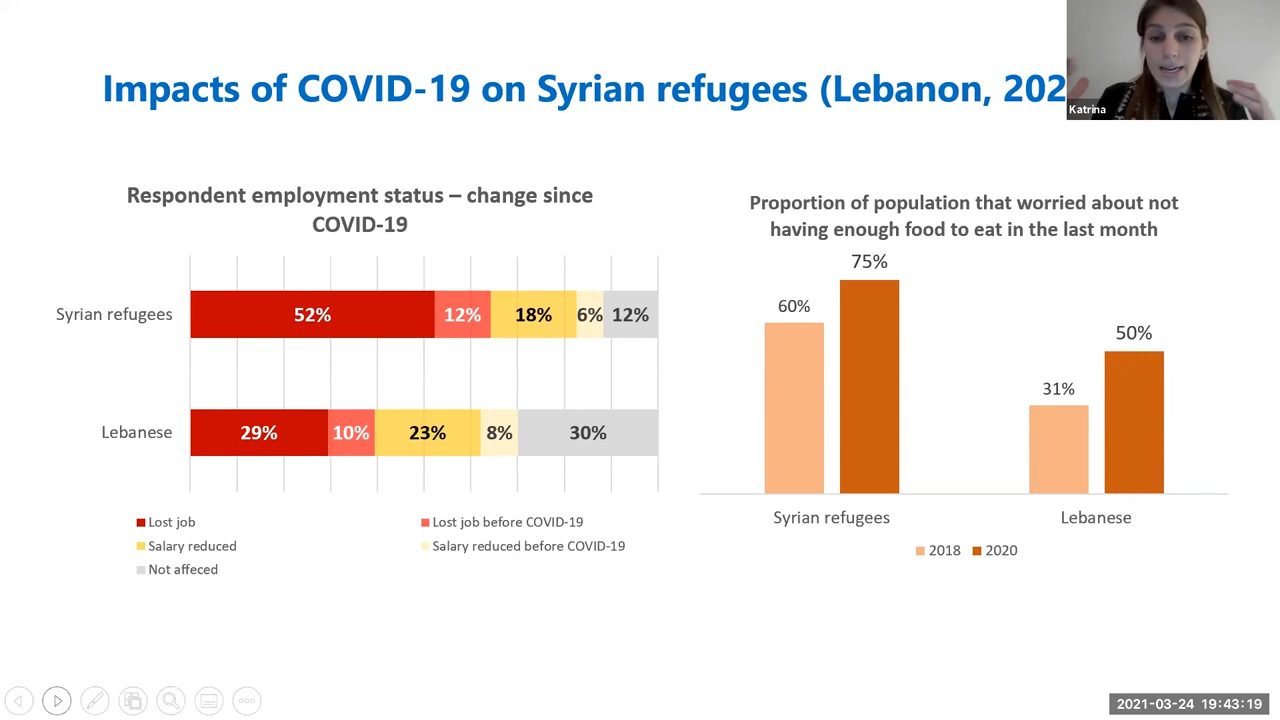 Impacts of COVID-19 on Syrian refugees (Lebanon, 202
Katrina
Respondent employment status – change since
COVID-19
Syrian refugees
52% 12% 18% 6% 12%
Lebanese
29% 10% 23% 8% 30%
Lost job Lost job before COVID-19
Salary reduced Salary reduced before COVID-19
Not affeced
Proportion of population that worried about not
having enough food to eat in the last month
75%
60%
50%
31%
Syrian refugees Lebanese
2018 2020
2021-03-24 19:43:19